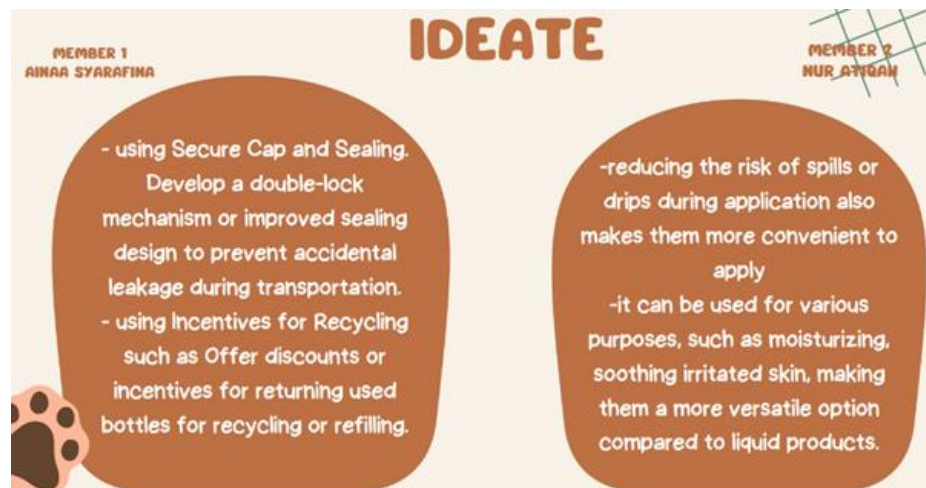 IDEATE
MEMBER 1
AINAA SYARAFINA
- using Secure Cap and Sealing.
Develop a double-lock
mechanism or improved sealing
design to prevent accidental
leakage during transportation.
- using Incentives for Recycling
such as Offer discounts or
incentives for returning used
bottles for recycling or refilling.
MEMBER 2
NUR ATIQAH
-reducing the risk of spills or
drips during application also
makes them more convenient to
apply
-it can be used for various
purposes, such as moisturizing,
soothing irritated skin, making
them a more versatile option
compared to liquid products.